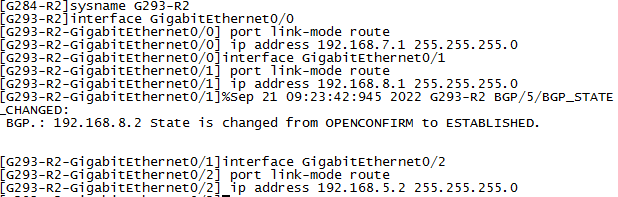 [G284-R2]sysname G293-R2
[G293-R2]interface GigabitEthernet0/0
[G293-R2-GigabitEthernet0/0] port link-mode route
[G293-R2-GigabitEthernet0/0] ip address 192.168.7.1 255.255.255.0
[G293-R2-GigabitEthernet0/0]interface GigabitEthernet0/1
[G293-R2-GigabitEthernet0/1] port link-mode route
[G293-R2-GigabitEthernet0/1] ip address 192.168.8.1 255.255.255.0
[G293-R2-GigabitEthernet0/1]%Sep 21 09:23:42:945 2022 G293-R2 BGP/5/BGP_STATE
_CHANGED:
BGP.: 192.168.8.2 State is changed from OPENCONFIRM to ESTABLISHED.
[G293-R2-GigabitEthernet0/1]interface GigabitEthernet0/2
[G293-R2-GigabitEthernet0/2] port link-mode route
[G293-R2-GigabitEthernet0/2] ip address 192.168.5.2 255.255.255.0